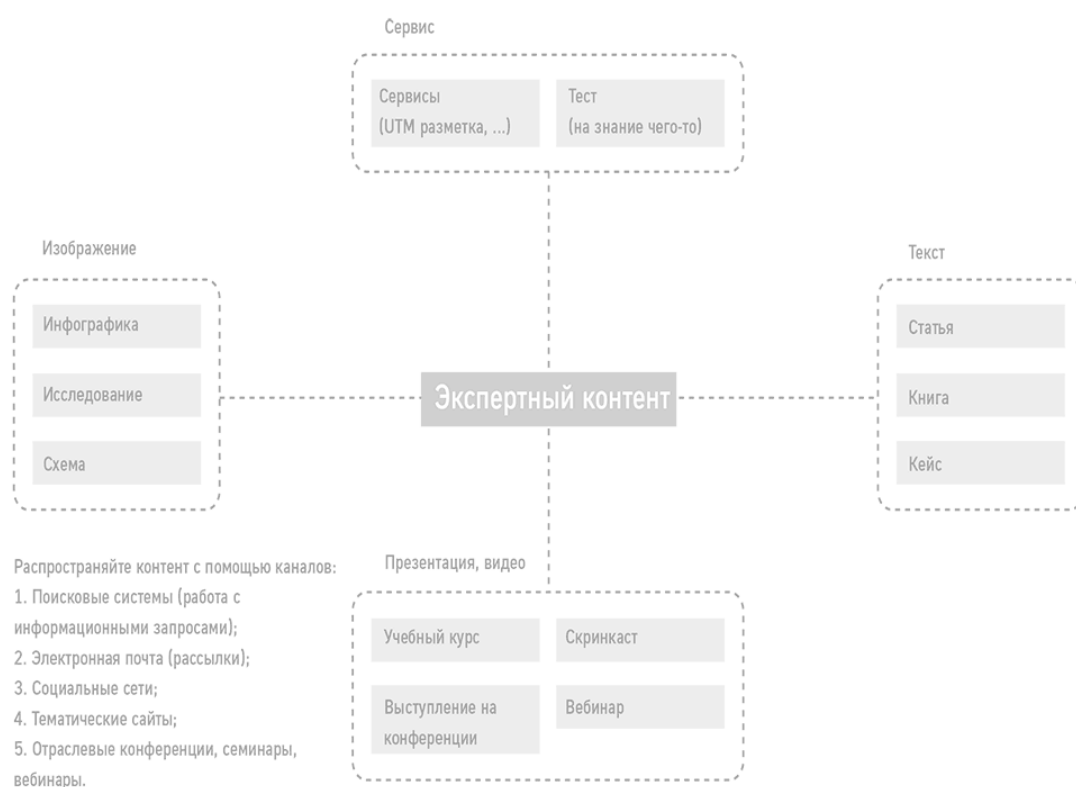 Сервис
Сервисы
(UTM разметка, ...)
Тест
(на знание чего-то)
Изображение
Инфографика
Исследование
Схема
Экспертный контент
Текст
Статья
Книга
Кейс
Распространяйте контент с помощью каналов:
1. Поисковые системы (работа с
информационными запросами);
2. Электронная почта (рассылки);
3. Социальные сети;
4. Тематические сайты;
5. Отраслевые конференции, семинары,
вебинары.
Презентация, видео
Учебный курс
Скринкаст
Выступление на
конференции
Вебинар